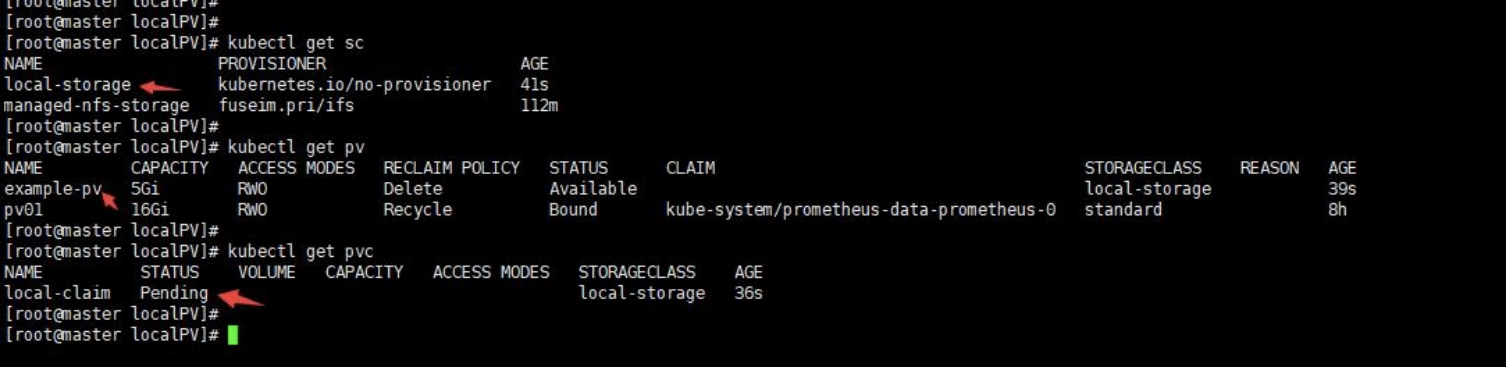 [root@master localPV]#
[root@master localPV]#
[root@master localPV]# kubectl get sc
NAME PROVISIONER AGE
local-storage kubernetes.io/no-provisioner 41s
managed-nfs-storage fuseim.pri/ifs 112m
[root@master localPV]#
[root@master localPV]# kubectl get pv
NAME CAPACITY ACCESS MODES RECLAIM POLICY STATUS CLAIM STORAGECLASS REASON AGE
example-pv 5Gi RWO Delete Available local-storage 39s
pv01 16Gi RWO Recycle Bound kube-system/prometheus-data-prometheus-0 standard 8h
[root@master localPV]#
[root@master localPV]# kubectl get pvc
NAME STATUS VOLUME CAPACITY ACCESS MODES STORAGECLASS AGE
local-claim Pending local-storage 36s
[root@master localPV]#
[root@master localPV]#